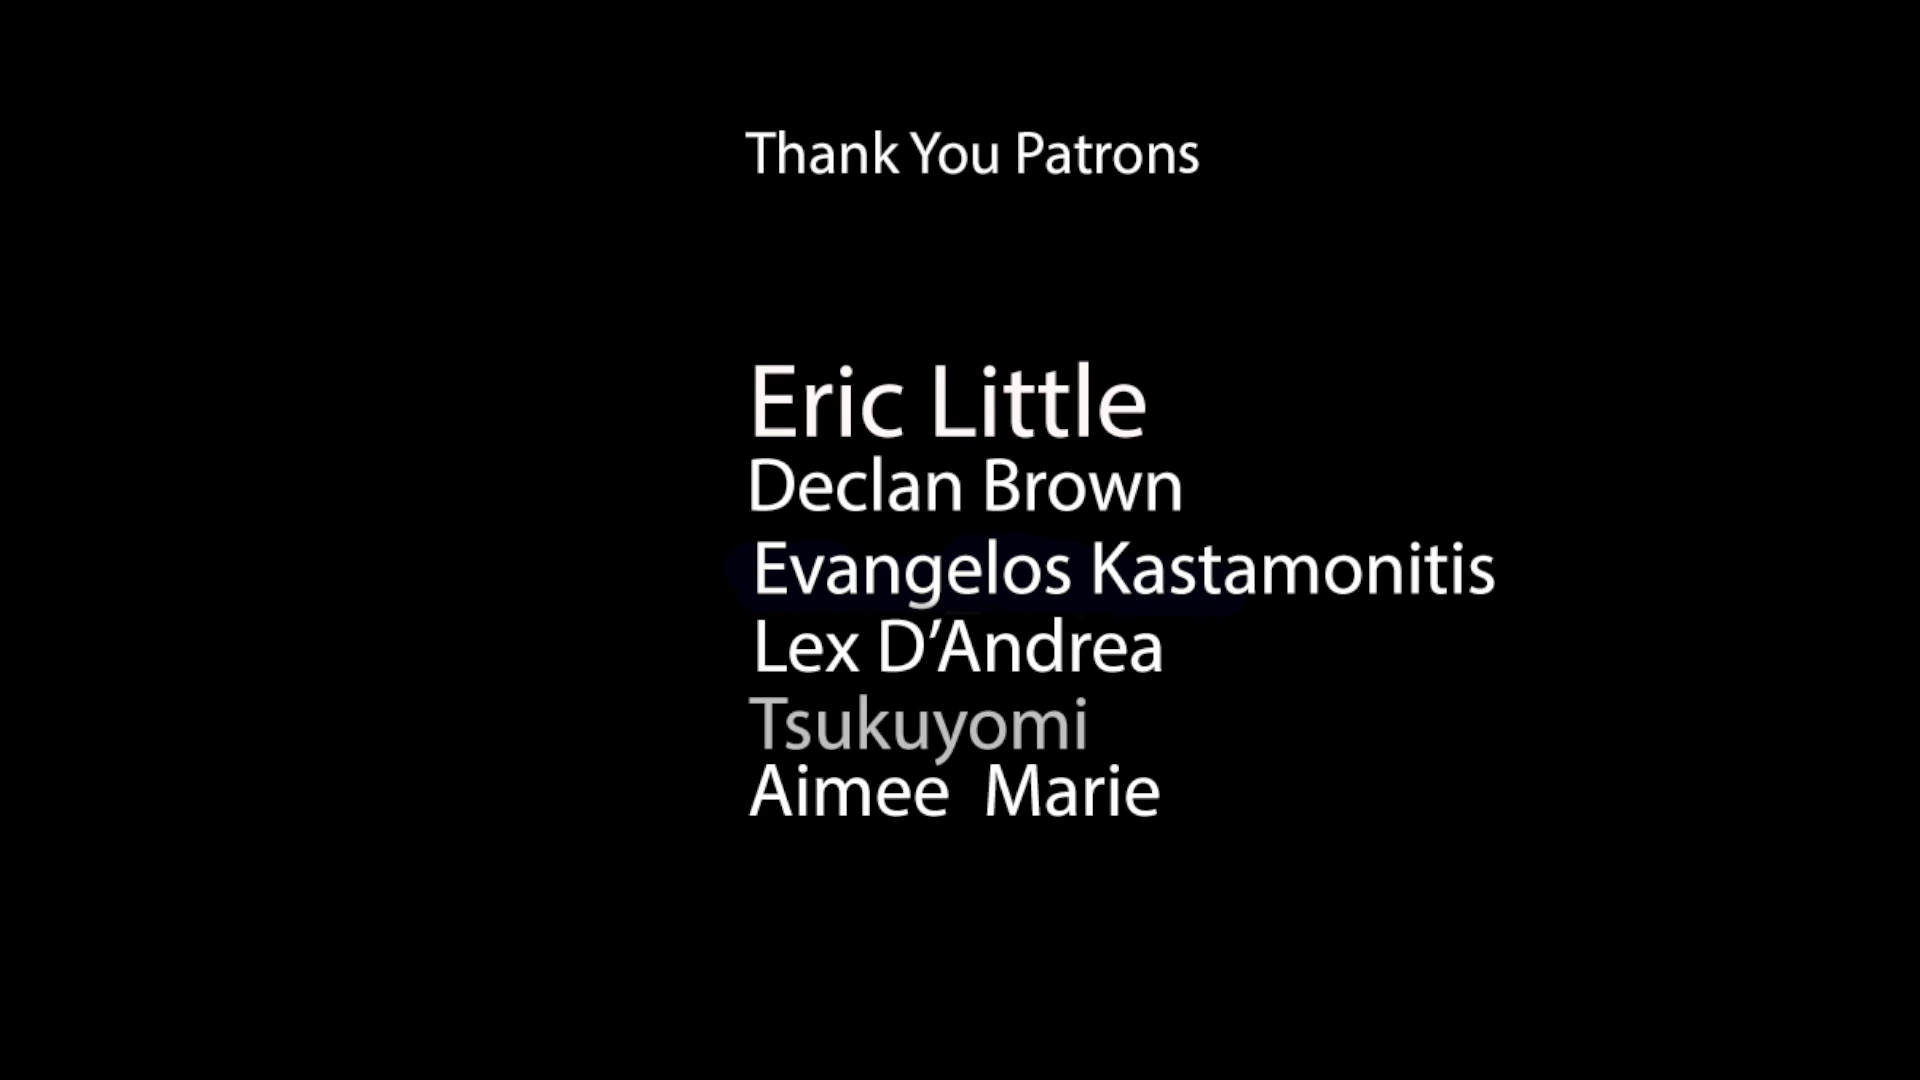 Thank You Patrons
Eric Little
Declan Brown
Evangelos Kastamonitis
Lex D’Andrea
Tsukuyomi
Aimee  Marie